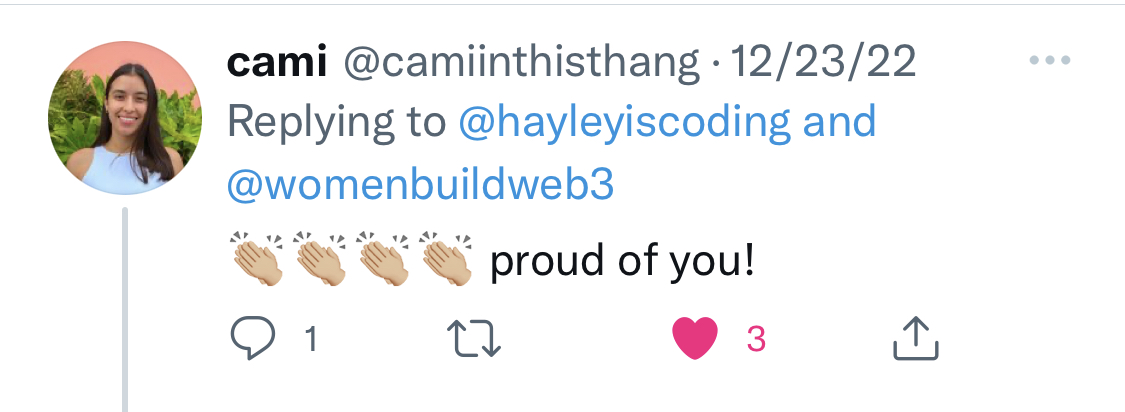 cami @camiinthisthang · 12/23/22
Replying to @hayleyiscoding and
@womenbuildweb3
👏🏼👏🏼👏🏼👏🏼 proud of you!
1 3